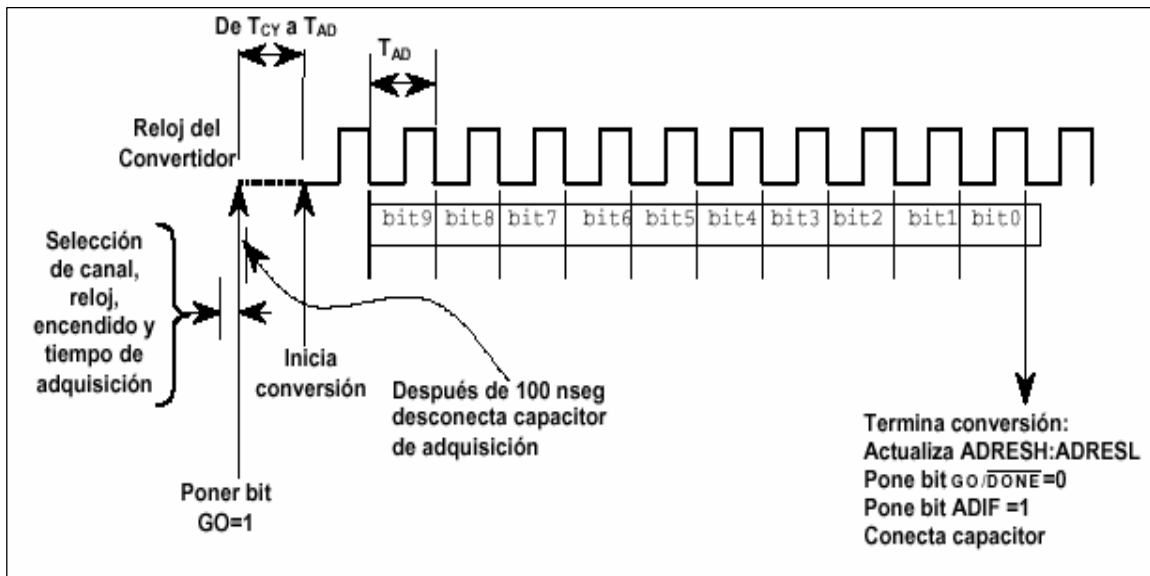 De TCY a TAD
TAD
Reloj del
Convertidor
bit9 bit8 bit7 bit6 bit5 bit4 bit3 bit2 bit1 bit0
Selección
de canal,
reloj,
encendido y
tiempo de
adquisición
Inicia
conversión
Después de 100 nseg
desconecta capacitor
de adquisición
Poner bit
GO=1
Termina conversión:
Actualiza ADRESH:ADRESL
Pone bit GO/DONE=0
Pone bit ADIF =1
Conecta capacitor